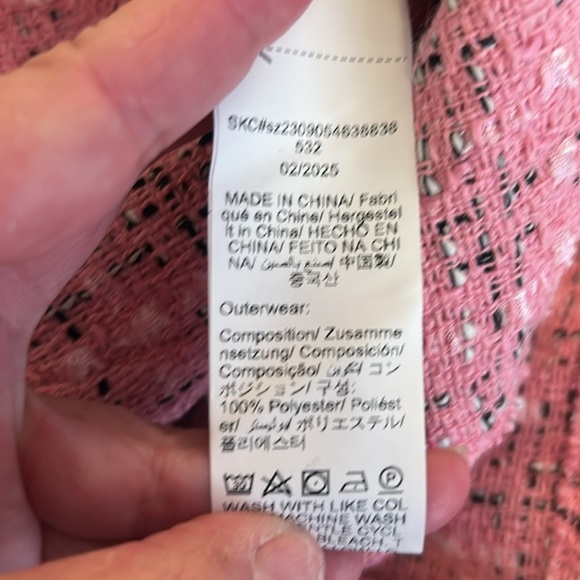 SKC#sz2309054638838
532
02/2025
MADE IN CHINA/ Fabri
qué en Chine/ Hergestel
lt in China/ HECHO EN
CHINA/ FEITO NA CHI
NA/ 中国製/
중국산
Outerwear:
Composition/ Zusamme
nsetzung/ Composición/
Composição/ コン
ポジション/ 구성:
100% Polyester/ Poliést
er/ ポリエステル/
폴리에스터
P
WASH WITH LIKE COL
MACHINE WASH
CYCL
BLEACH. T